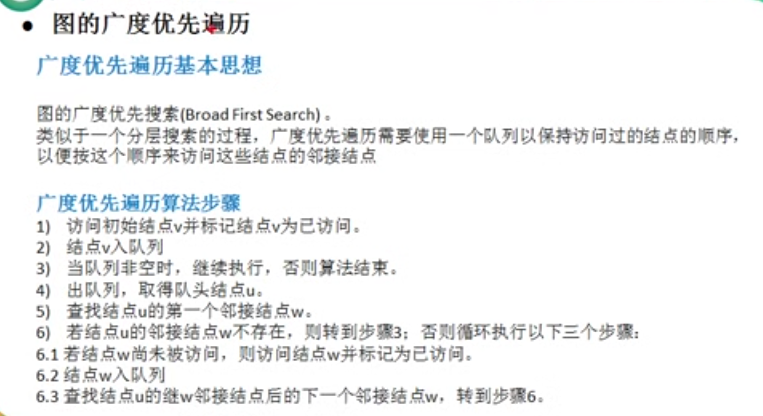 ● 图的广度优先遍历
广度优先遍历基本思想
图的广度优先搜索(Broad First Search) 。
类似于一个分层搜索的过程，广度优先遍历需要使用一个队列以保持访问过的结点的顺序，
以便按这个顺序来访问这些结点的邻接结点
广度优先遍历算法步骤
1) 访问初始结点v并标记结点v为已访问。
2) 结点v入队列
3) 当队列非空时，继续执行，否则算法结束。
4) 出队列，取得队头结点u。
5) 查找结点u的第一个邻接结点w。
6) 若结点u的邻接结点w不存在，则转到步骤3；否则循环执行以下三个步骤：
6.1 若结点w尚未被访问，则访问结点w并标记为已访问。
6.2 结点w入队列
6.3 查找结点u的继w邻接结点后的下一个邻接结点w，转到步骤6。